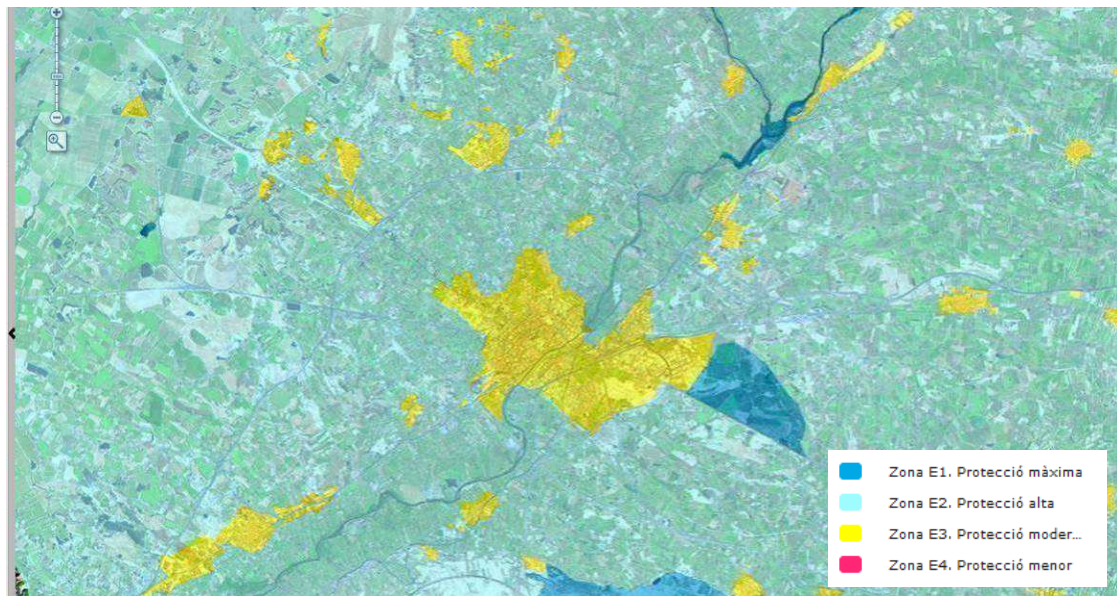 Zona E1. Protecció màxima
Zona E2. Protecció alta
Zona E3. Protecció moder...
Zona E4. Protecció menor